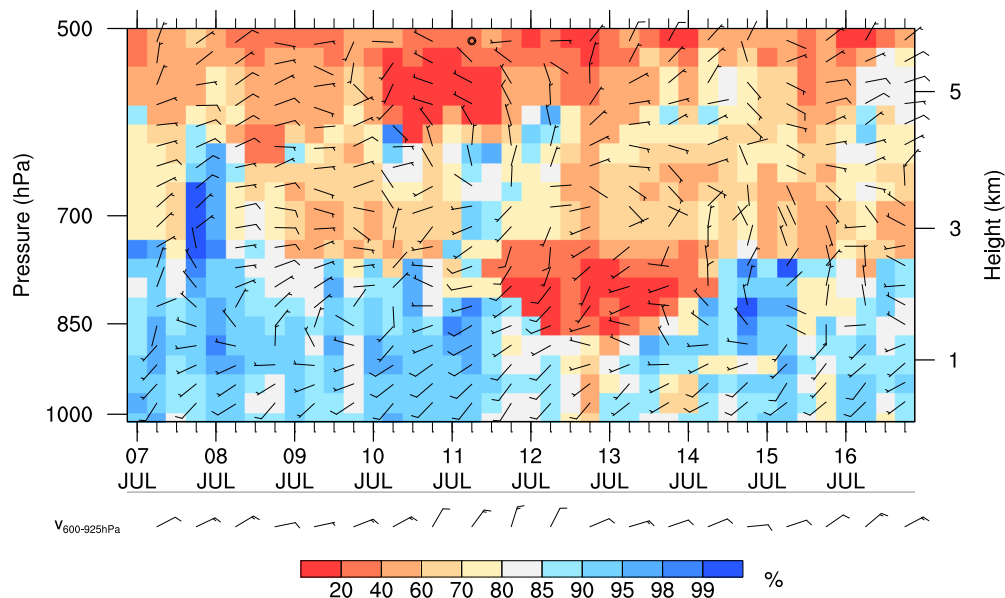 500
700
850
1000
Pressure (hPa)
5
3
1
Height (km)
07 08 09 10 11 12 13 14 15 16
JUL JUL JUL JUL JUL JUL JUL JUL JUL JUL
v600-925hPa
20 40 60 70 80 85 90 95 98 99 %